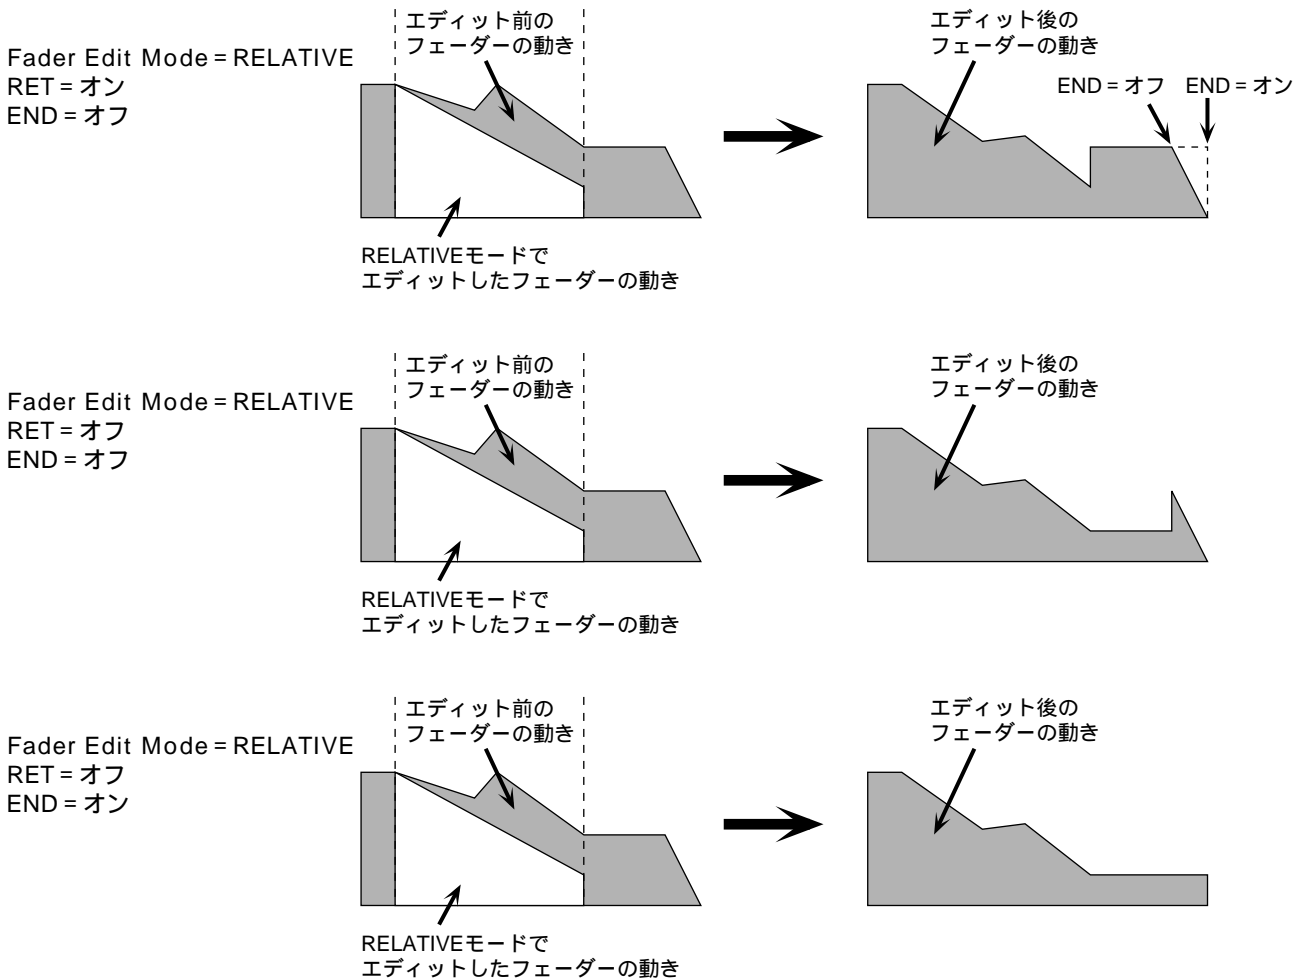 Fader Edit Mode = RELATIVE
RET = オン
END = オフ
エディット前の
フェーダーの動き
RELATIVEモードで
エディットしたフェーダーの動き
エディット後の
フェーダーの動き
END = オフ
END = オン
Fader Edit Mode = RELATIVE
RET = オフ
END = オフ
エディット前の
フェーダーの動き
RELATIVEモードで
エディットしたフェーダーの動き
エディット後の
フェーダーの動き
Fader Edit Mode = RELATIVE
RET = オフ
END = オン
エディット前の
フェーダーの動き
RELATIVEモードで
エディットしたフェーダーの動き
エディット後の
フェーダーの動き